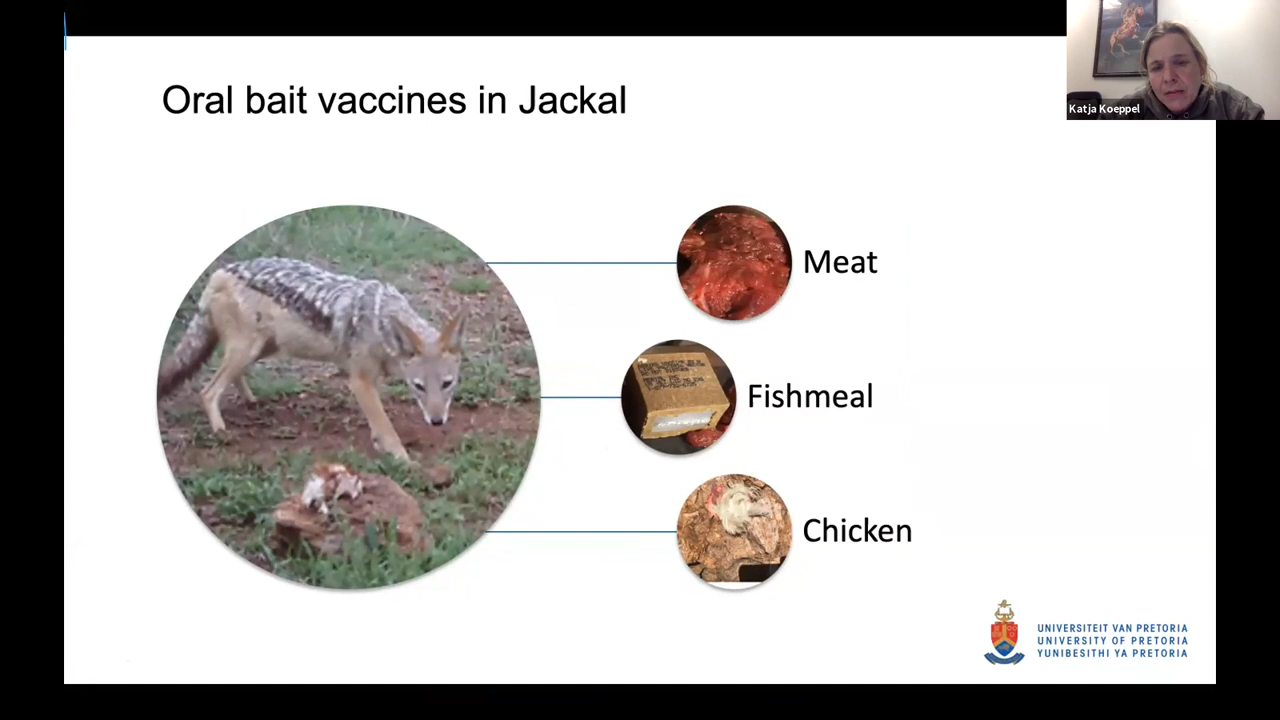 Oral bait vaccines in Jackal
Katja Koeppel
Meat
Fishmeal
Chicken
UNIVERSITEIT VAN PRETORIA
UNIVERSITY OF PRETORIA
YUNIBESITHI YA PRETORIA